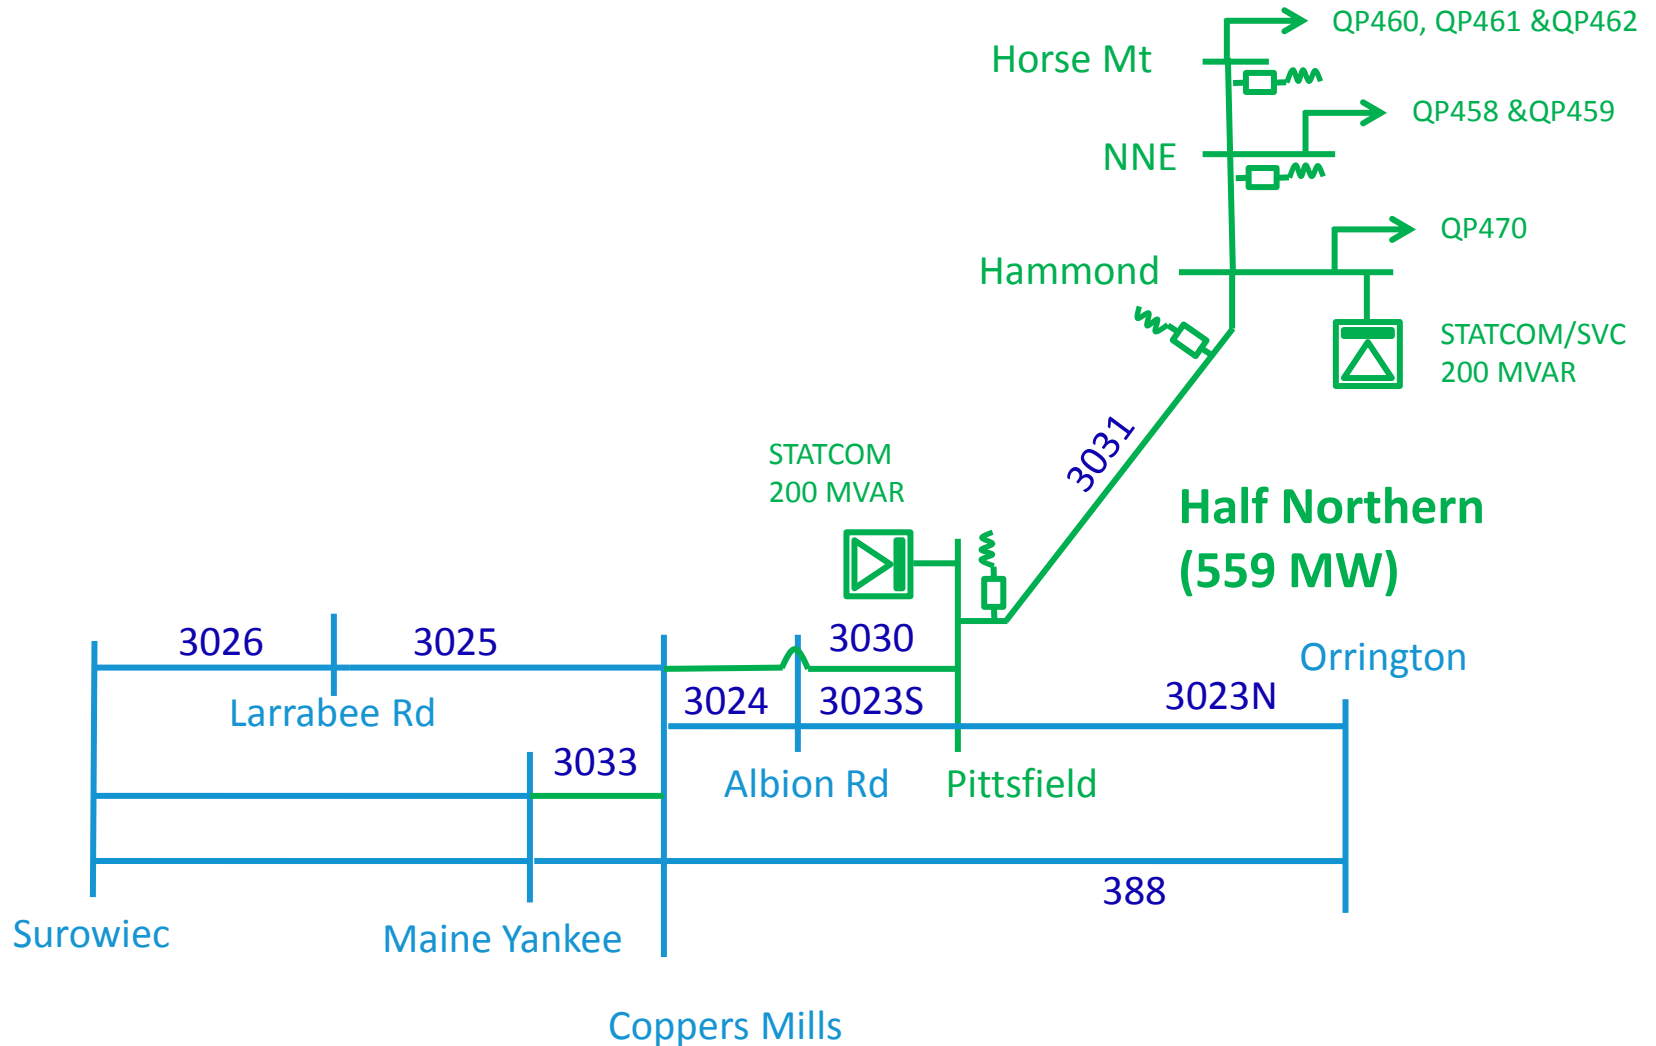 QP460, QP461 &QP462
Horse Mt
QP458 &QP459
NNE
QP470
Hammond
STATCOM/SVC
200 MVAR
3031
STATCOM
200 MVAR
Half Northern
(559 MW)
3026
3025
3030
Orrington
Larrabee Rd
3024
3023S
3023N
3033
Albion Rd
Pittsfield
388
Surowiec
Maine Yankee
Coppers Mills